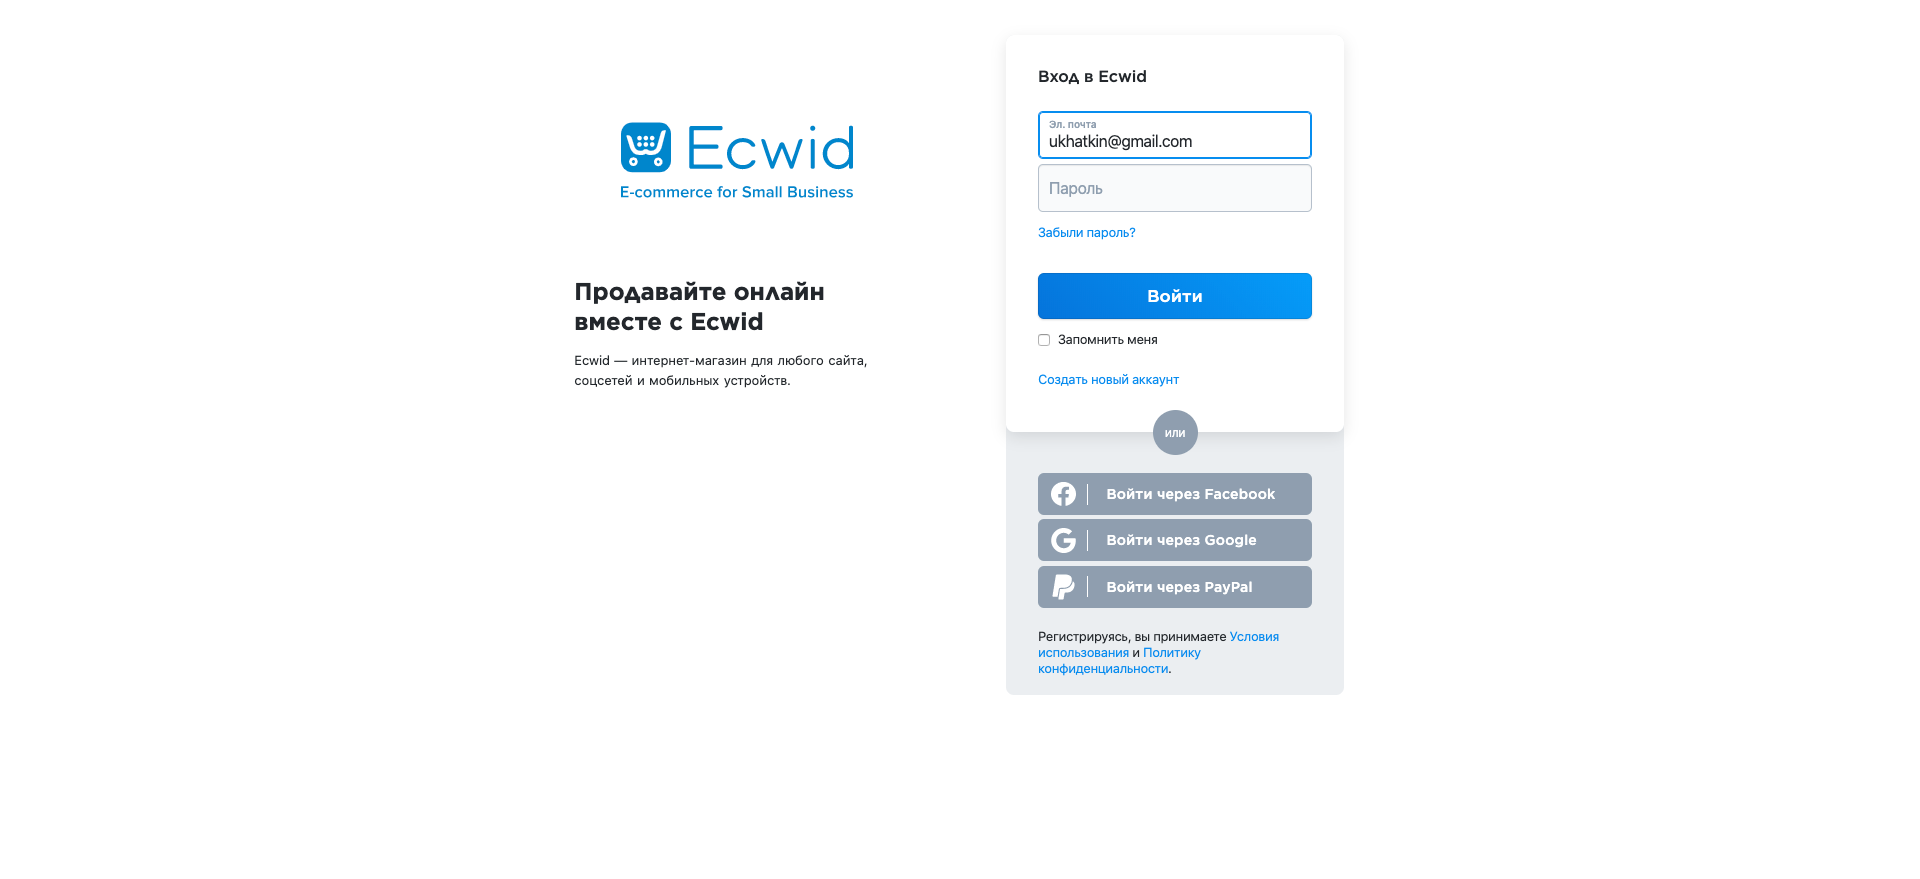 Ecwid
E-commerce for Small Business
Продавайте онлайн
вместе с Ecwid
Ecwid — интернет-магазин для любого сайта,
соцсетей и мобильных устройств.
Вход в Ecwid
Эл. почта
ukhatkin@gmail.com
Пароль
Забыли пароль?
Войти
Запомнить меня
Создать новый аккаунт
или
Войти через Facebook
Войти через Google
Войти через PayPal
Регистрируясь, вы принимаете Условия
использования и Политику
конфиденциальности.